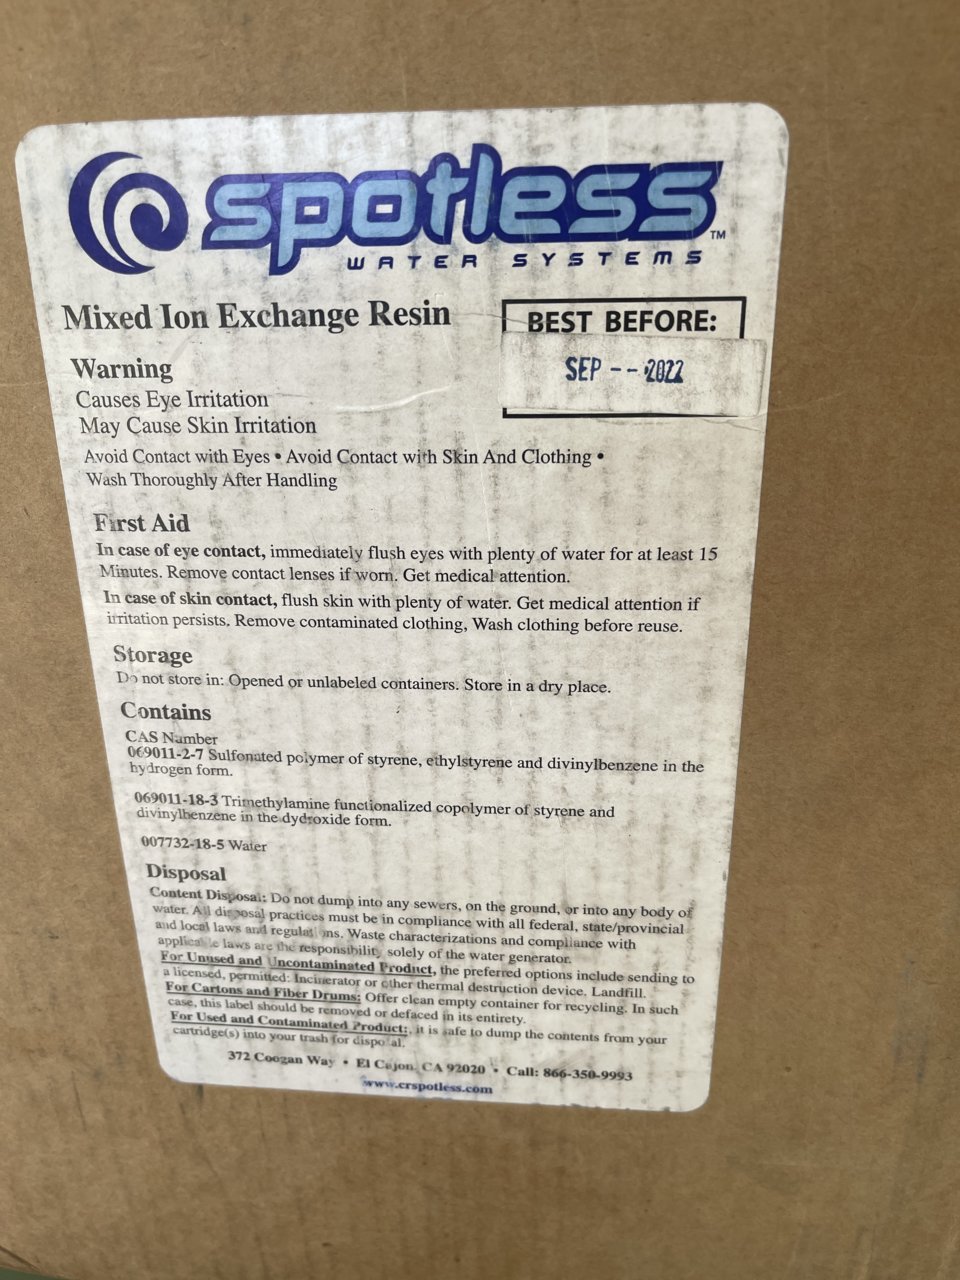 spotless™
WATER SYSTEMS
Mixed Ion Exchange Resin
BEST BEFORE:
SEP -- 2022
Warning
Causes Eye Irritation
May Cause Skin Irritation
Avoid Contact with Eyes • Avoid Contact with Skin And Clothing •
Wash Thoroughly After Handling
First Aid
In case of eye contact, immediately flush eyes with plenty of water for at least 15
Minutes. Remove contact lenses if worn. Get medical attention.
In case of skin contact, flush skin with plenty of water. Get medical attention if
irritation persists. Remove contaminated clothing, Wash clothing before reuse.
Storage
Do not store in: Opened or unlabeled containers. Store in a dry place.
Contains
CAS Number
069011-2-7 Sulfonated polymer of styrene, ethylstyrene and divinylbenzene in the
hydrogen form.
069011-18-3 Trimethylamine functionalized copolymer of styrene and
divinylbenzene in the dydroxide form.
007732-18-5 Water
Disposal
Content Disposal: Do not dump into any sewers, on the ground, or into any body of
water. All disposal practices must be in compliance with all federal, state/provincial
and local laws and regulations. Waste characterizations and compliance with
applicable laws are the responsibility solely of the water generator.
For Unused and Uncontaminated Product, the preferred options include sending to
a licensed, permitted: Incinerator or other thermal destruction device. Landfill.
For Cartons and Fiber Drums: Offer clean empty container for recycling. In such
case, this label should be removed or defaced in its entirety.
For Used and Contaminated Product:, it is safe to dump the contents from your
cartridge(s) into your trash for disposal.
372 Coogan Way • El Cajon, CA 92020 • Call: 866-350-9993
www.crspotless.com